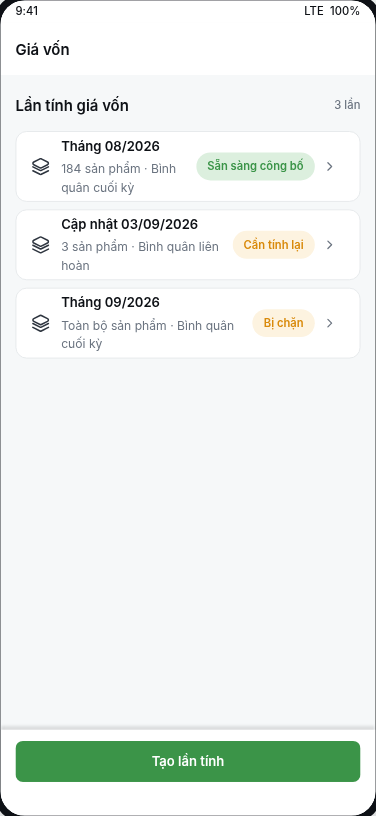 9:41 LTE 100%
Giá vốn
Lần tính giá vốn 3 lần
Tháng 08/2026
184 sản phẩm · Bình
quân cuối kỳ
Sẵn sàng công bố
Cập nhật 03/09/2026
3 sản phẩm · Bình quân liên
hoàn
Cần tính lại
Tháng 09/2026
Toàn bộ sản phẩm · Bình quân
cuối kỳ
Bị chặn
Tạo lần tính